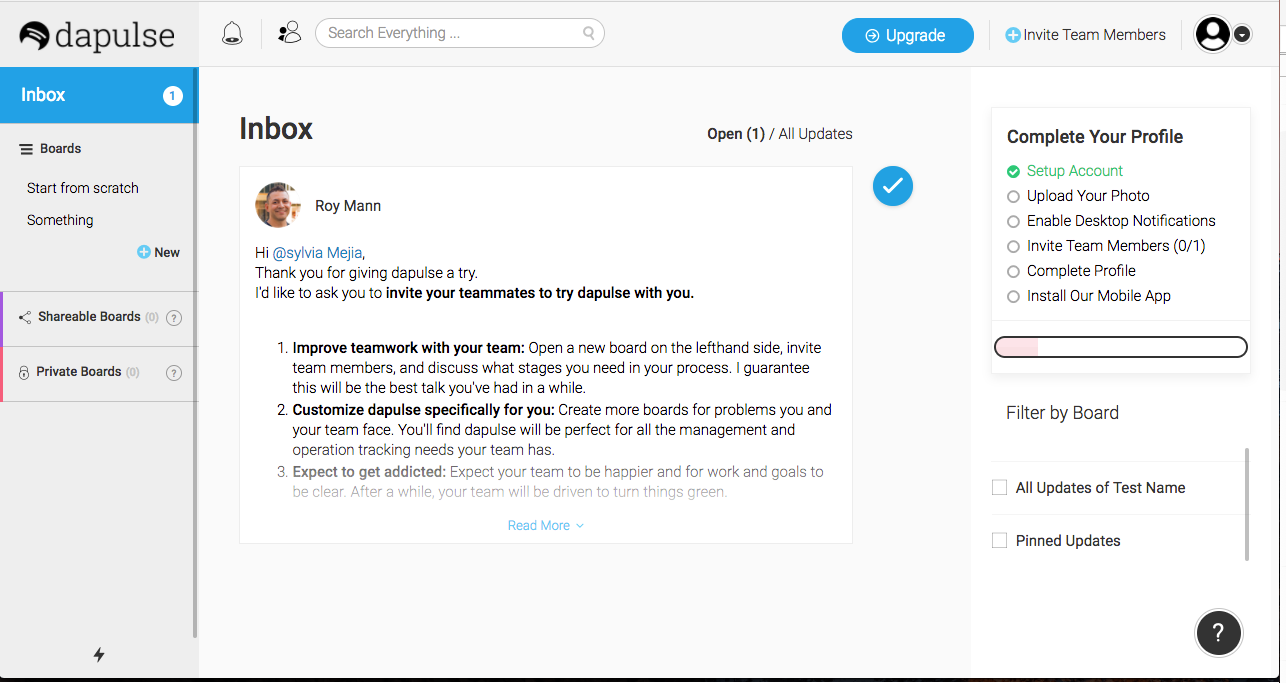 dapulse
Search Everything ...
Upgrade
Invite Team Members
Inbox
1
Boards
Start from scratch
Something
New
Shareable Boards (0) ?
Private Boards (0) ?
Inbox
Open (1) / All Updates
Roy Mann
Hi @sylvia Mejia,
Thank you for giving dapulse a try.
I'd like to ask you to invite your teammates to try dapulse with you.
1. Improve teamwork with your team: Open a new board on the lefthand side, invite
team members, and discuss what stages you need in your process. I guarantee
this will be the best talk you've had in a while.
2. Customize dapulse specifically for you: Create more boards for problems you and
your team face. You'll find dapulse will be perfect for all the management and
operation tracking needs your team has.
3. Expect to get addicted: Expect your team to be happier and for work and goals to
be clear. After a while, your team will be driven to turn things green.
Read More
Complete Your Profile
Setup Account
Upload Your Photo
Enable Desktop Notifications
Invite Team Members (0/1)
Complete Profile
Install Our Mobile App
Filter by Board
All Updates of Test Name
Pinned Updates
?